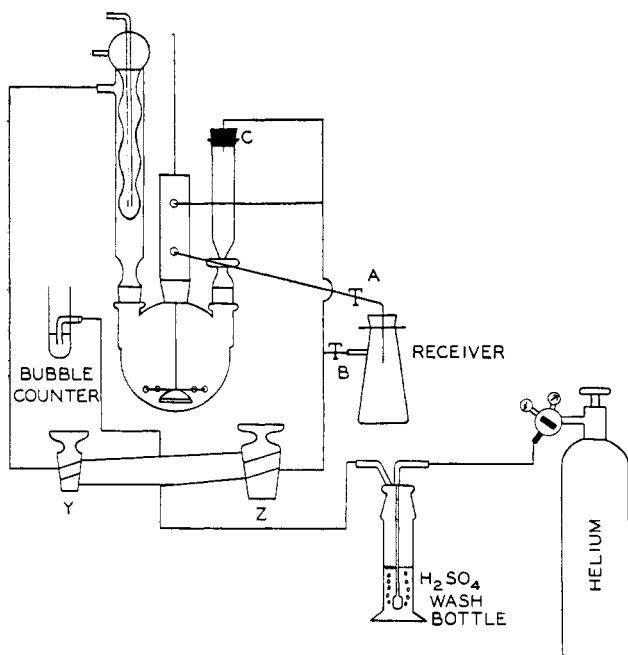 C
A
RECEIVER
B
BUBBLE
COUNTER
Y
Z
H₂SO₄
WASH
BOTTLE
HELIUM